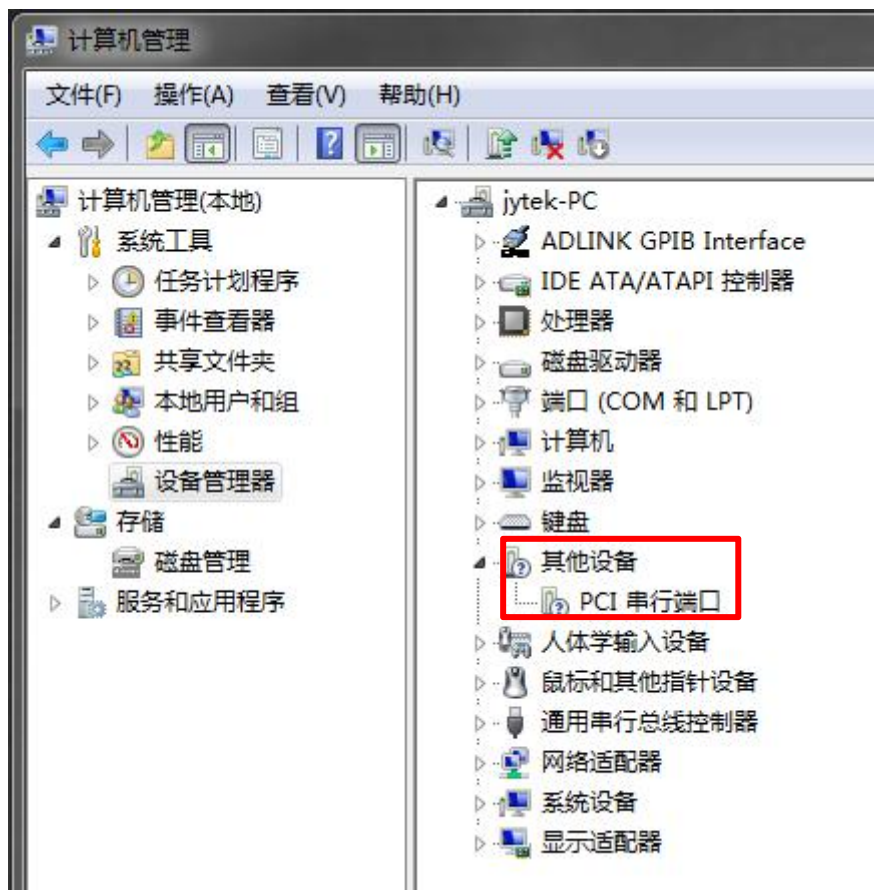 计算机管理
文件(F) 操作(A) 查看(V) 帮助(H)
计算机管理(本地)
系统工具
任务计划程序
事件查看器
共享文件夹
本地用户和组
性能
设备管理器
存储
磁盘管理
服务和应用程序
jytek-PC
ADLINK GPIB Interface
IDE ATA/ATAPI 控制器
处理器
磁盘驱动器
端口 (COM 和 LPT)
计算机
监视器
键盘
其他设备
PCI 串行端口
人体学输入设备
鼠标和其他指针设备
通用串行总线控制器
网络适配器
系统设备
显示适配器